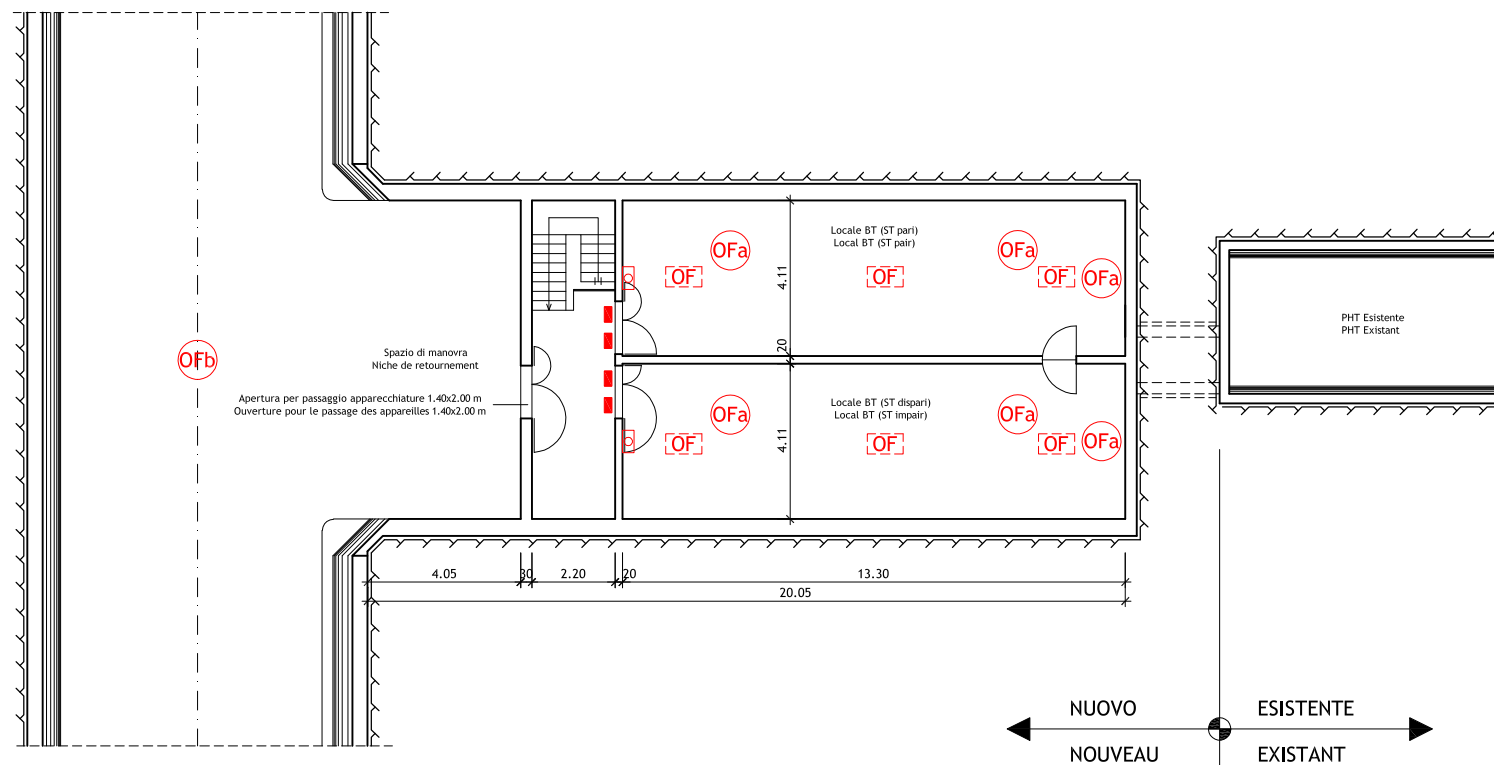 Locale BT (ST pari)
Local BT (ST pair)
OFa
OFa
OFa
OF
OF
OF
4.11
20
PHT Esistente
PHT Existant
OFb
Spazio di manovra
Niche de retournement
Apertura per passaggio apparecchiature 1.40x2.00 m
Ouverture pour le passage des appareilles 1.40x2.00 m
Locale BT (ST dispari)
Local BT (ST impair)
OFa
OFa
OFa
OF
OF
OF
4.11
4.05
30
2.20
20
13.30
20.05
NUOVO
ESISTENTE
NOUVEAU
EXISTANT